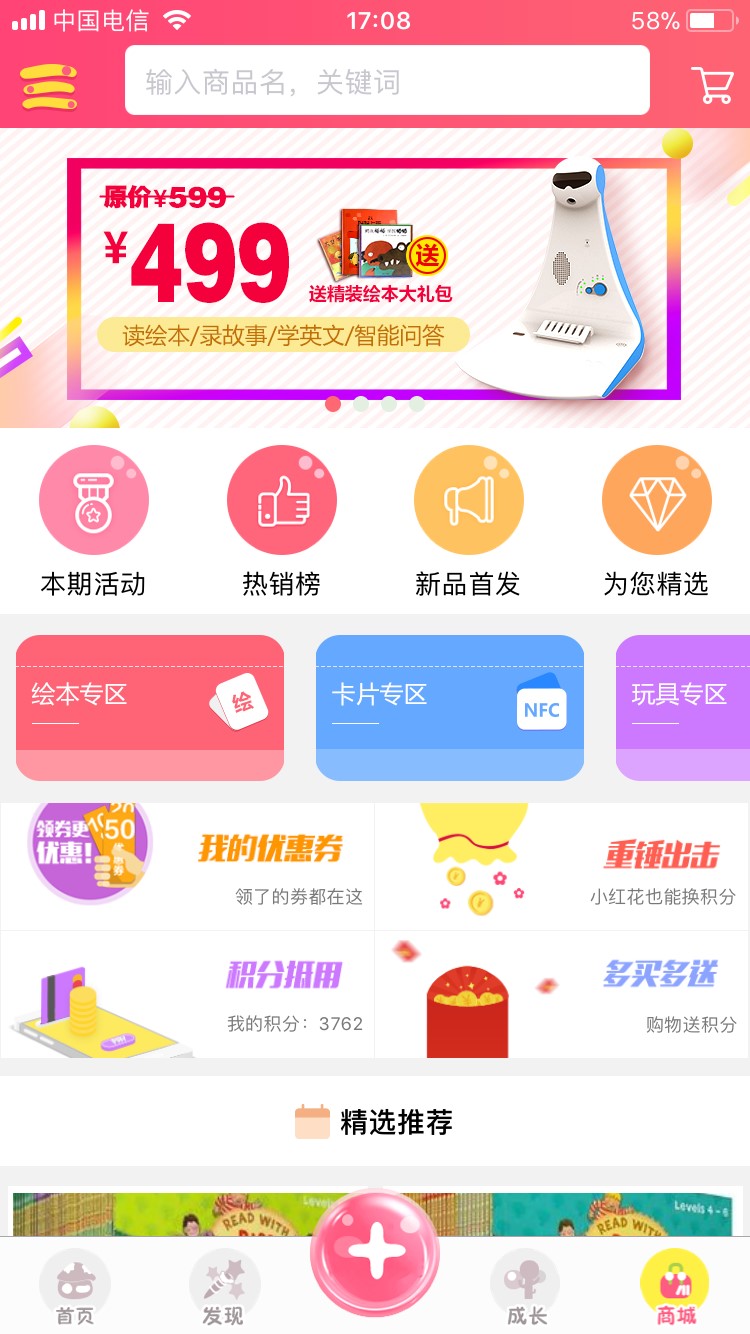 中国电信
17:08
58%
输入商品名，关键词
原价¥599
¥499
送
送精装绘本大礼包
读绘本/录故事/学英文/智能问答
本期活动
热销榜
新品首发
为您精选
绘本专区
绘
卡片专区
NFC
玩具专区
领券更
优惠!
50
优惠券
我的优惠券
领了的券都在这
重锤出击
小红花也能换积分
积分抵用
我的积分：3762
多买多送
购物送积分
精选推荐
READ WITH
READ WITH
Levels 4 - 6
首页
发现
成长
商城